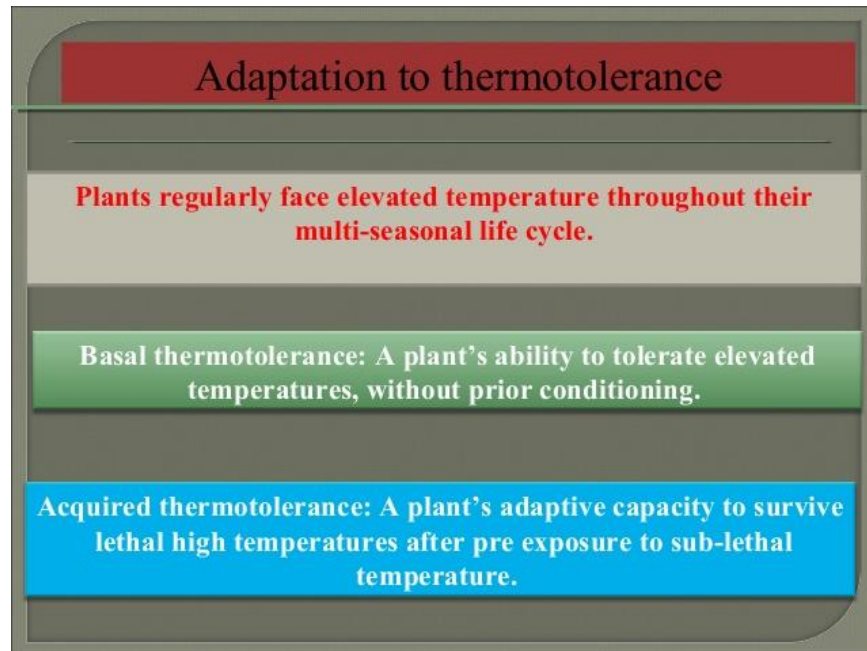 Adaptation to thermotolerance
Plants regularly face elevated temperature throughout their
multi-seasonal life cycle.
Basal thermotolerance: A plant’s ability to tolerate elevated
temperatures, without prior conditioning.
Acquired thermotolerance: A plant’s adaptive capacity to survive
lethal high temperatures after pre exposure to sub-lethal
temperature.